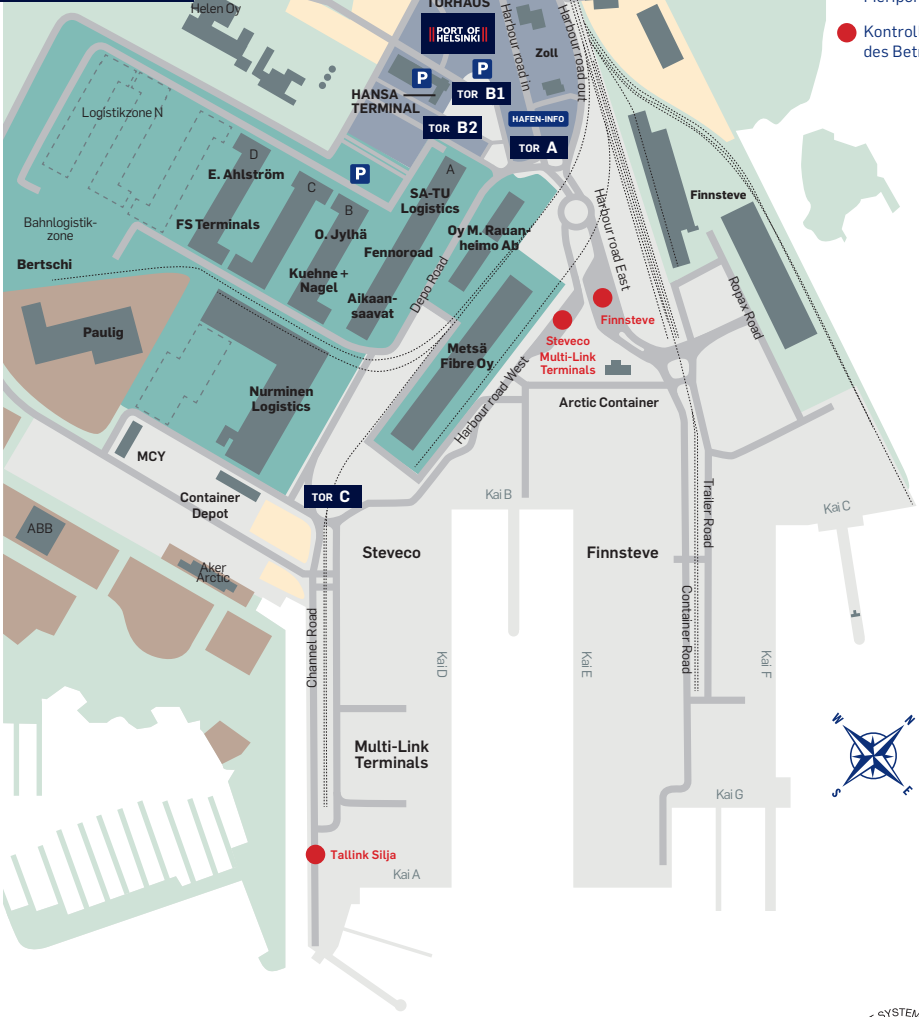 Helen Oy
TORHAUS
PORT OF
HELSINKI
Harbour road in
Harbour road out
Zoll
P
P
HANSA
TERMINAL
TOR B1
HAFEN-INFO
TOR B2
TOR A
Kontrol
des Bet
Logistikzone N
D
E. Ahlström
P
A
SA-TU
Logistics
C
B
FS Terminals
O. Jylhä
Fennoroad
Oy M. Rauan-
heimo Ab
Harbour road East
Finnsteve
Bahnlogistik-
zone
Bertschi
Kuehne +
Nagel
Depo Road
Aikaan-
saavat
Finnsteve
Ropax Road
Paulig
Metsä
Fibre Oy
Steveco
Multi-Link
Terminals
Harbour road West
Nurminen
Logistics
Arctic Container
MCY
TOR C
Container
Depot
Kai B
Trailer Road
Kai C
ABB
Steveco
Finnsteve
Aker
Arctic
Channel Road
Container Road
Kai D
Kai E
Kai F
W
N
S
E
Multi-Link
Terminals
Kai G
Tallink Silja
Kai A
SYSTEM